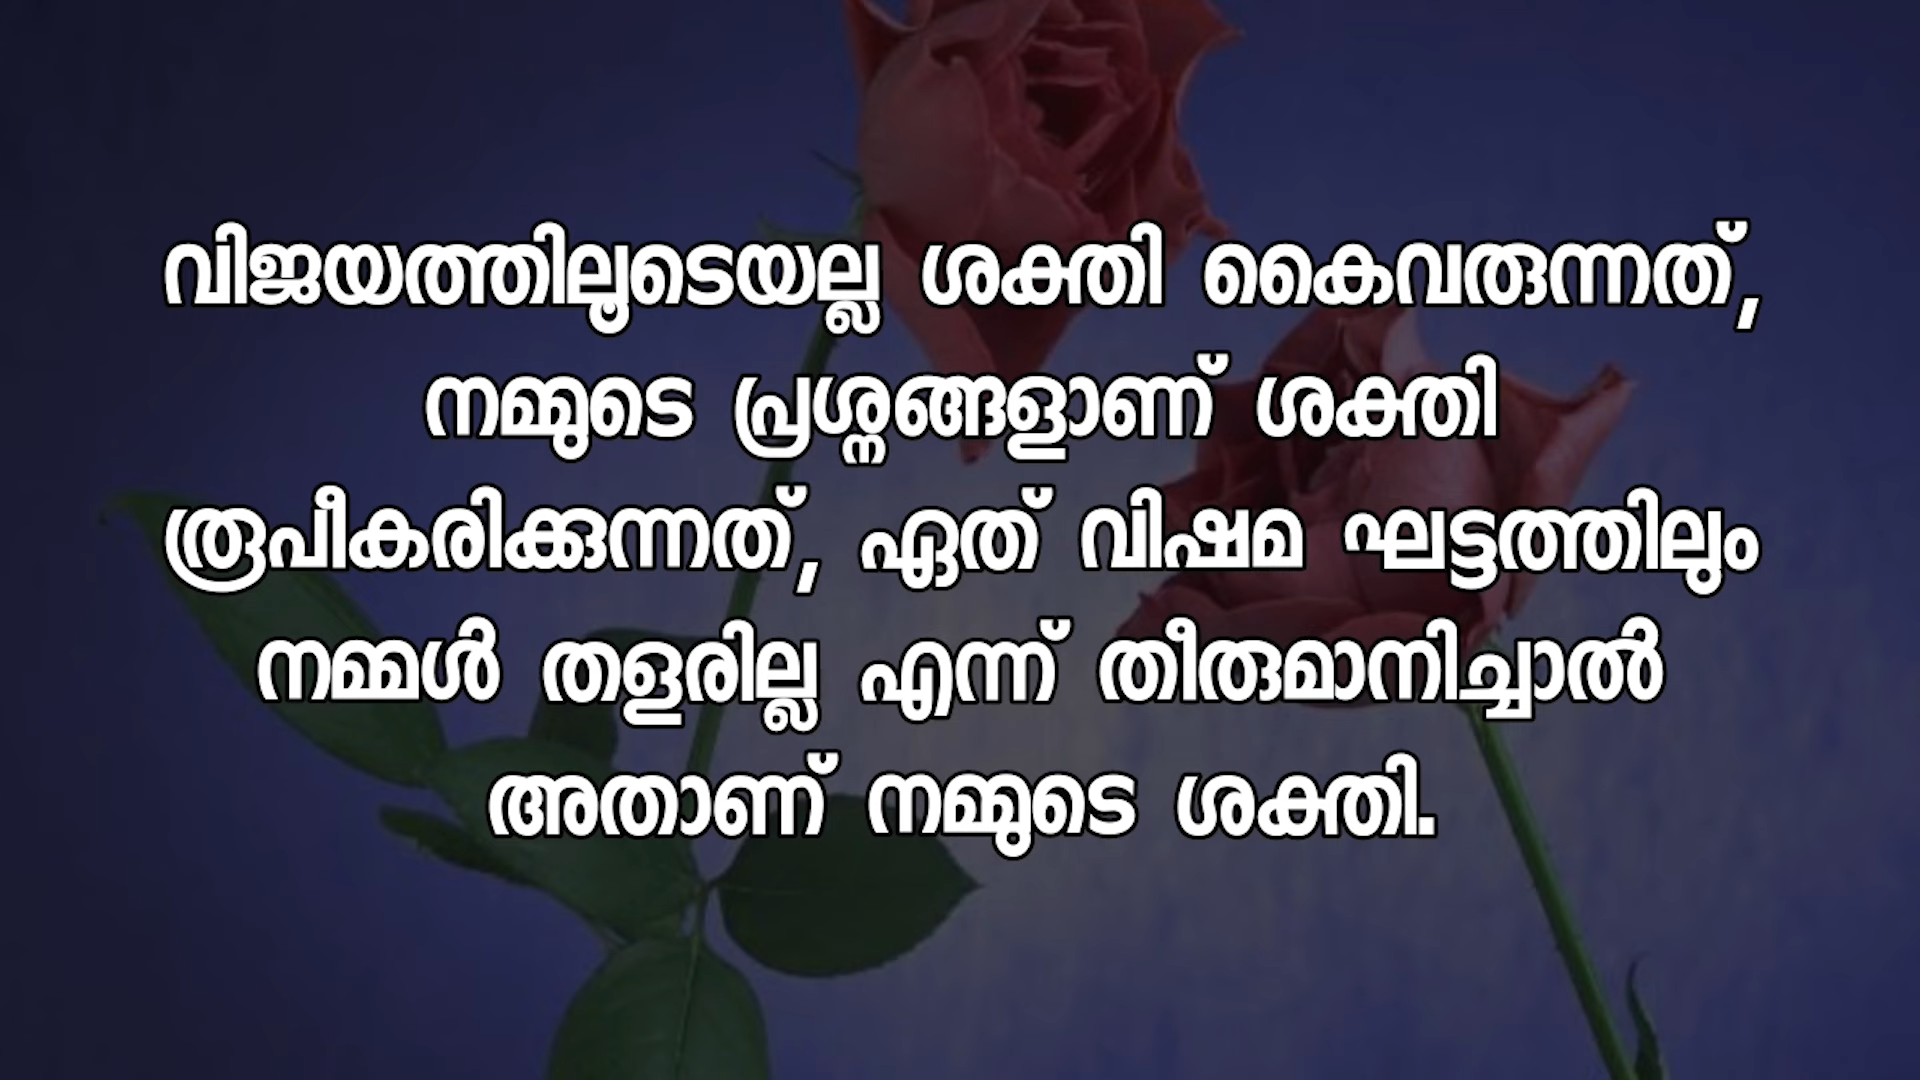 വിജയത്തിലൂടെയല്ല ശക്തി കൈവരുന്നത്,
നമ്മുടെ പ്രശ്നങ്ങളാണ് ശക്തി
രൂപീകരിക്കുന്നത്, ഏത് വിഷമ ഘട്ടത്തിലും
നമ്മൾ തളരില്ല എന്ന് തീരുമാനിച്ചാൽ
അതാണ് നമ്മുടെ ശക്തി.